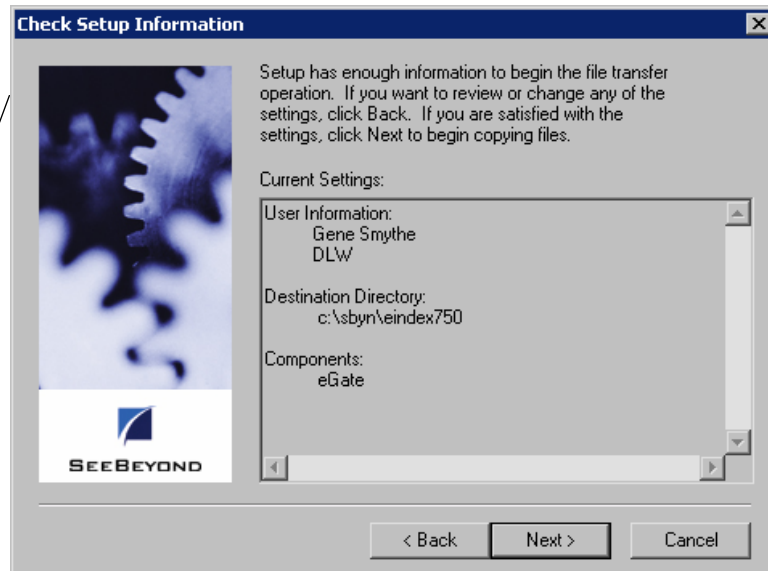 Check Setup Information
Setup has enough information to begin the file transfer
operation. If you want to review or change any of the
settings, click Back. If you are satisfied with the
settings, click Next to begin copying files.
Current Settings:
User Information:
Gene Smythe
DLW
Destination Directory:
c:\sbyn\eindex750
Components:
eGate
SEEBEYOND
< Back
Next >
Cancel